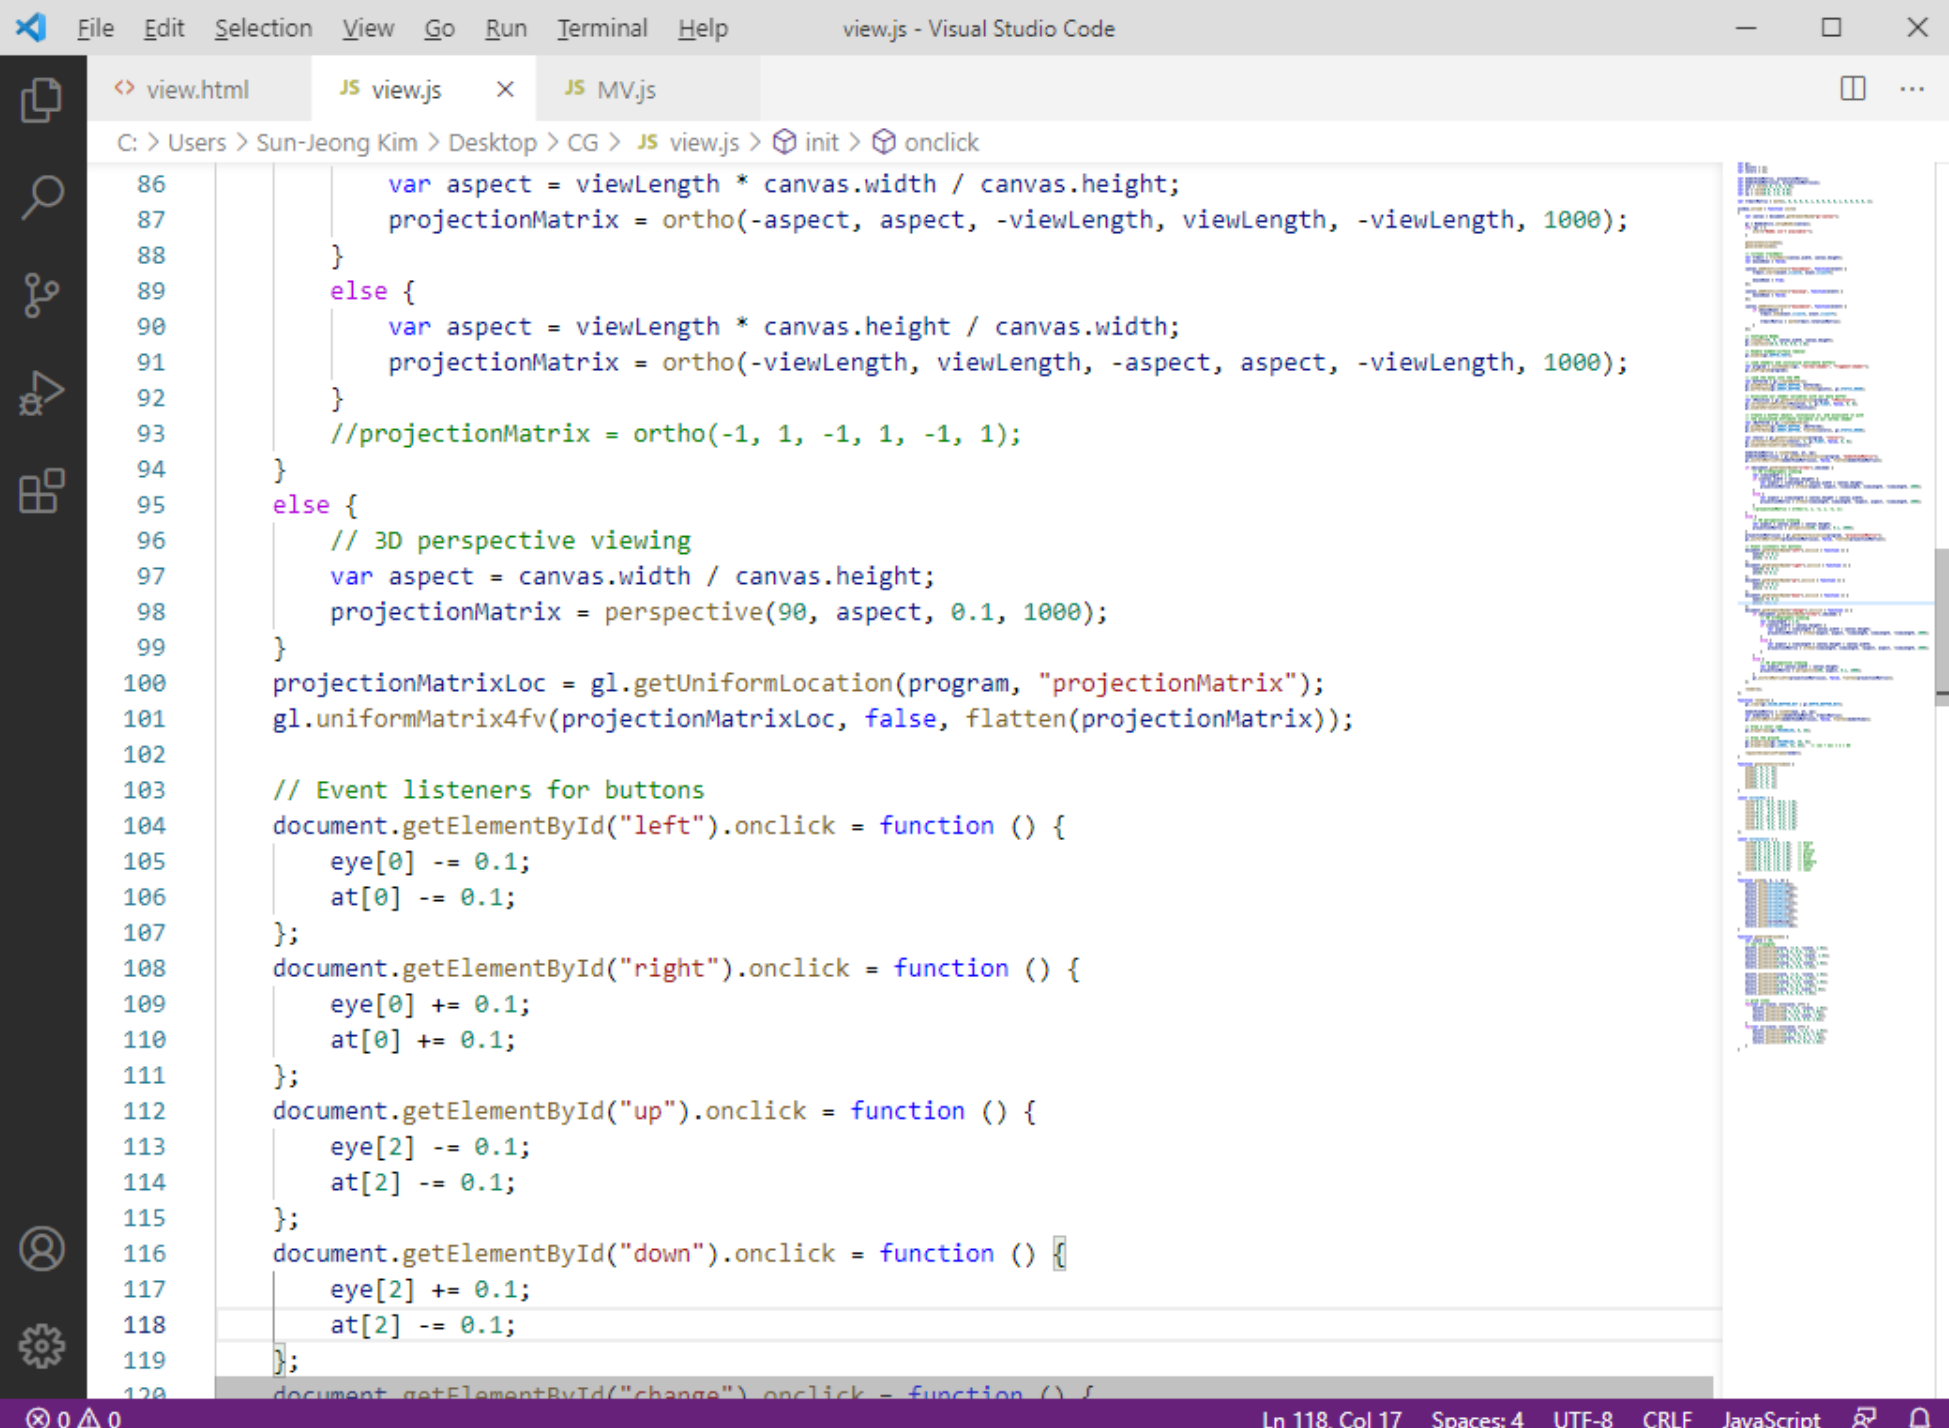 File Edit Selection View Go Run Terminal Help view.js - Visual Studio Code
<> view.html JS view.js × JS MV.js ...
C: > Users > Sun-Jeong Kim > Desktop > CG > JS view.js > init > onclick
86 var aspect = viewLength * canvas.width / canvas.height;
87 projectionMatrix = ortho(-aspect, aspect, -viewLength, viewLength, -viewLength, 1000);
88 }
89 else {
90 var aspect = viewLength * canvas.height / canvas.width;
91 projectionMatrix = ortho(-viewLength, viewLength, -aspect, aspect, -viewLength, 1000);
92 }
93 //projectionMatrix = ortho(-1, 1, -1, 1, -1, 1);
94 }
95 else {
96 // 3D perspective viewing
97 var aspect = canvas.width / canvas.height;
98 projectionMatrix = perspective(90, aspect, 0.1, 1000);
99 }
100 projectionMatrixLoc = gl.getUniformLocation(program, "projectionMatrix");
101 gl.uniformMatrix4fv(projectionMatrixLoc, false, flatten(projectionMatrix));
102
103 // Event listeners for buttons
104 document.getElementById("left").onclick = function () {
105 eye[0] -= 0.1;
106 at[0] -= 0.1;
107 };
108 document.getElementById("right").onclick = function () {
109 eye[0] += 0.1;
110 at[0] += 0.1;
111 };
112 document.getElementById("up").onclick = function () {
113 eye[2] -= 0.1;
114 at[2] -= 0.1;
115 };
116 document.getElementById("down").onclick = function () {
117 eye[2] += 0.1;
118 at[2] -= 0.1;
119 };
120 document.getElementById("change").onclick = function () {
0 0 Ln 118, Col 17 Spaces: 4 UTF-8 CRLF JavaScript